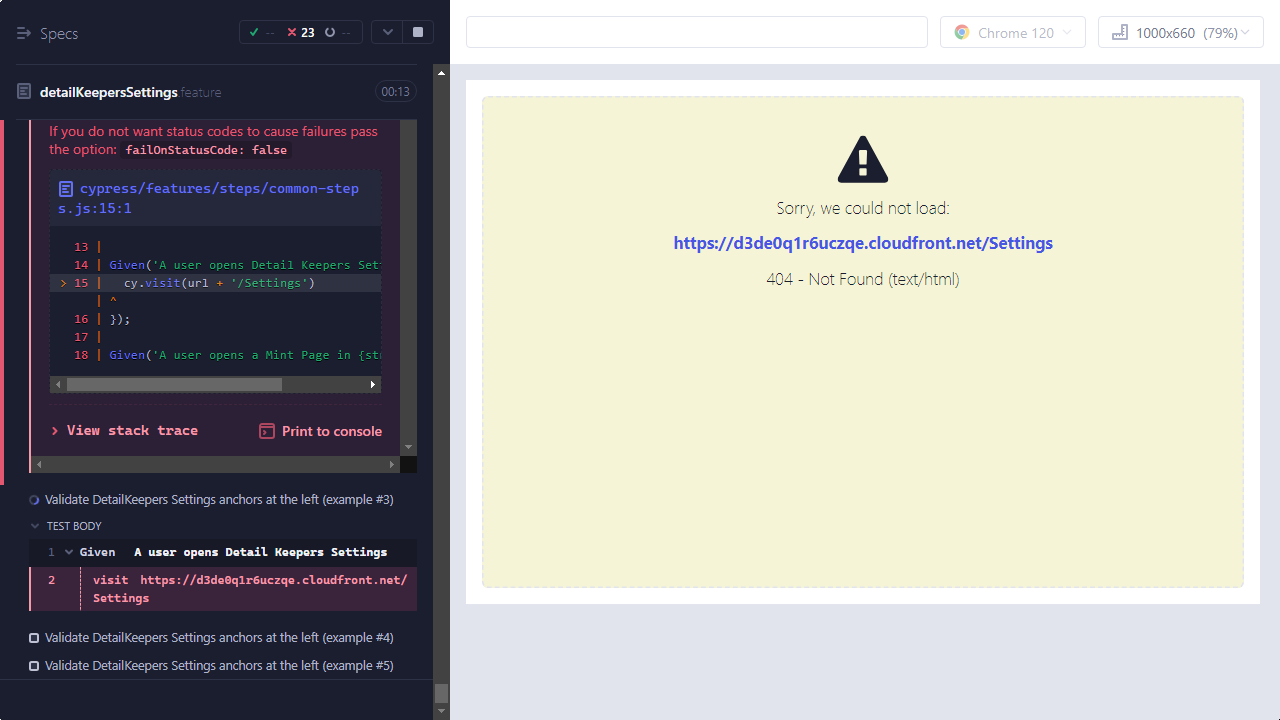 Specs
-- 23 --
Chrome 120
1000x660 (79%)
detailKeepersSettings feature
00:13
If you do not want status codes to cause failures pass
the option: failOnStatusCode: false
cypress/features/steps/common-step
s.js:15:1
13 |
14 | Given('A user opens Detail Keepers Set
> 15 | cy.visit(url + '/Settings')
| ^
16 | });
17 |
18 | Given('A user opens a Mint Page in {st
View stack trace
Print to console
Validate DetailKeepers Settings anchors at the left (example #3)
TEST BODY
1 Given A user opens Detail Keepers Settings
2 visit https://d3de0q1r6uczqe.cloudfront.net/
Settings
Validate DetailKeepers Settings anchors at the left (example #4)
Validate DetailKeepers Settings anchors at the left (example #5)
Sorry, we could not load:
https://d3de0q1r6uczqe.cloudfront.net/Settings
404 - Not Found (text/html)